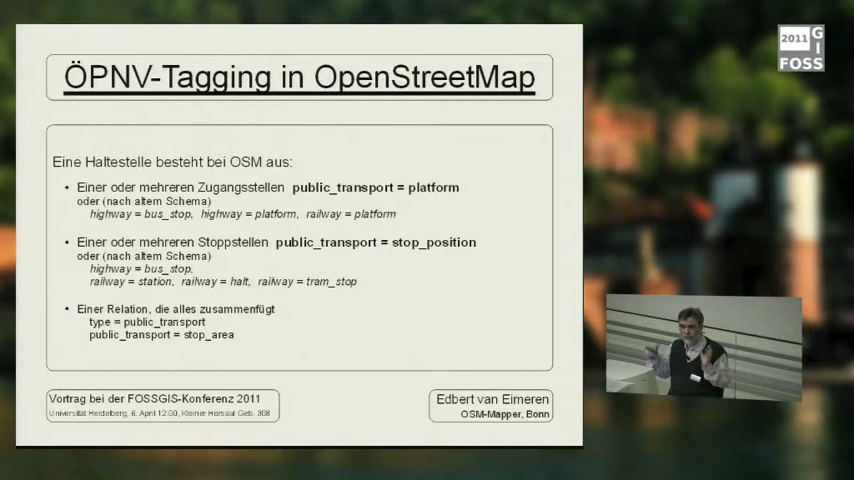 2011 G
I
FOSS
ÖPNV-Tagging in OpenStreetMap
Eine Haltestelle besteht bei OSM aus:
• Einer oder mehreren Zugangsstellen public_transport = platform
oder (nach altem Schema)
highway = bus_stop, highway = platform, railway = platform
• Einer oder mehreren Stoppstellen public_transport = stop_position
oder (nach altem Schema)
highway = bus_stop,
railway = station, railway = halt, railway = tram_stop
• Einer Relation, die alles zusammenfügt
type = public_transport
public_transport = stop_area
Vortrag bei der FOSSGIS-Konferenz 2011
Universität Heidelberg, 6. April 12:00, Kleiner Hörsaal Geb. 308
Edbert van Eimeren
OSM-Mapper, Bonn